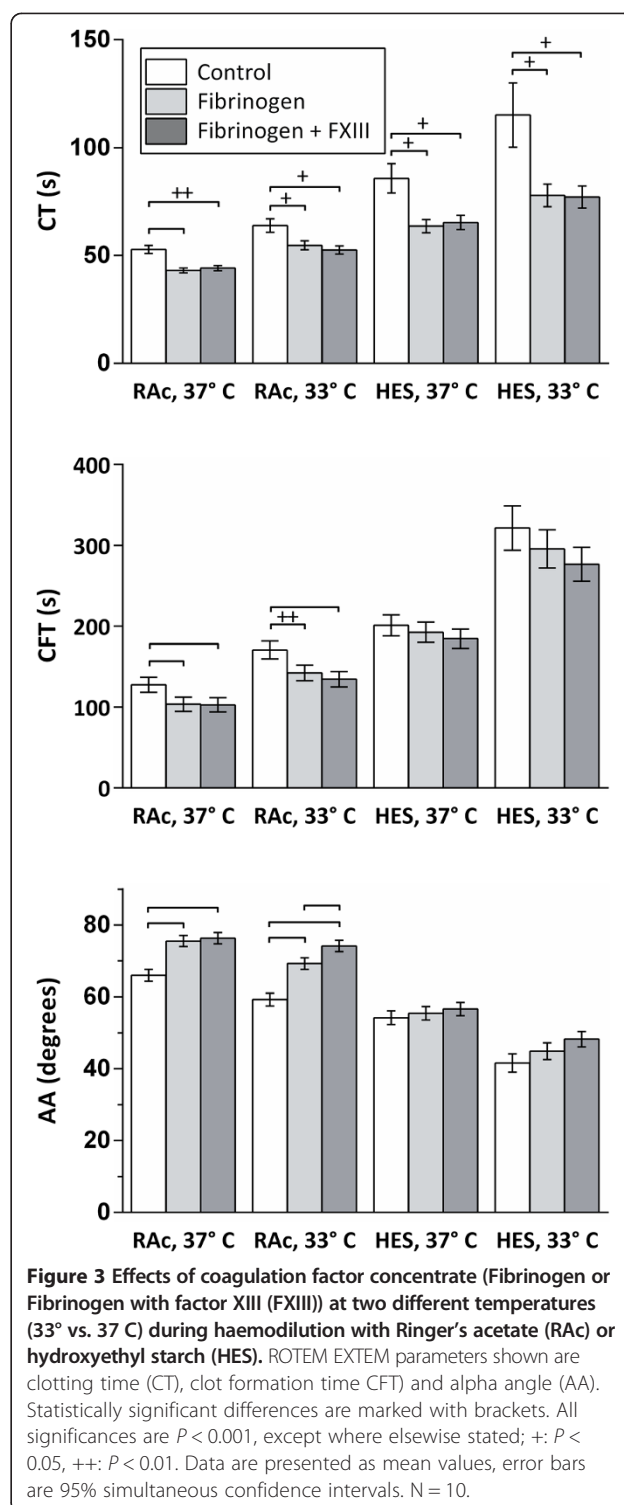 150
100
50
0
CT (s)
Control
Fibrinogen
Fibrinogen + FXIII
++
+
+
+
+
+
+
RAc, 37° C RAc, 33° C HES, 37° C HES, 33° C
400
300
200
100
0
CFT (s)
++
RAc, 37° C RAc, 33° C HES, 37° C HES, 33° C
80
60
40
20
0
AA (degrees)
RAc, 37° C RAc, 33° C HES, 37° C HES, 33° C
Figure 3 Effects of coagulation factor concentrate (Fibrinogen or
Fibrinogen with factor XIII (FXIII)) at two different temperatures
(33° vs. 37 C) during haemodilution with Ringer's acetate (RAc) or
hydroxyethyl starch (HES). ROTEM EXTEM parameters shown are
clotting time (CT), clot formation time CFT) and alpha angle (AA).
Statistically significant differences are marked with brackets. All
significances are P < 0.001, except where elsewise stated; +: P <
0.05, ++: P < 0.01. Data are presented as mean values, error bars
are 95% simultaneous confidence intervals. N = 10.